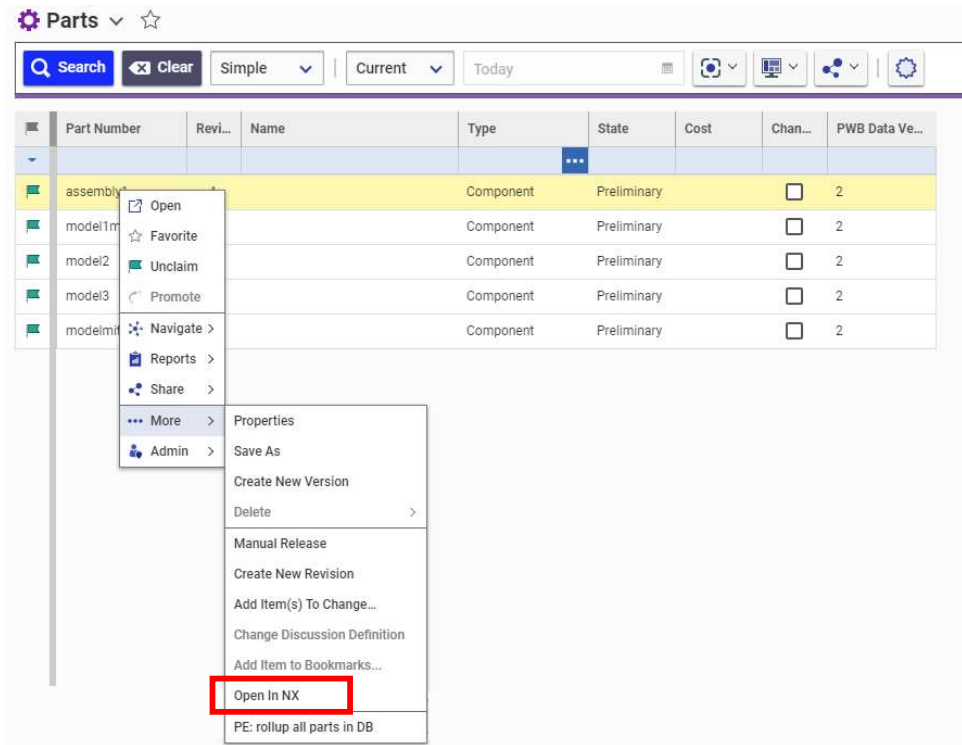 Parts
Search Clear Simple Current Today
Part Number Revi... Name Type State Cost Chan... PWB Data Ve...
assembly1 Component Preliminary 2
model1m Component Preliminary 2
model2 Component Preliminary 2
model3 Component Preliminary 2
modelmif Component Preliminary 2
Open
Favorite
Unclaim
Promote
Navigate >
Reports >
Share >
More >
Admin >
Properties
Save As
Create New Version
Delete >
Manual Release
Create New Revision
Add Item(s) To Change...
Change Discussion Definition
Add Item to Bookmarks...
Open In NX
PE: rollup all parts in DB